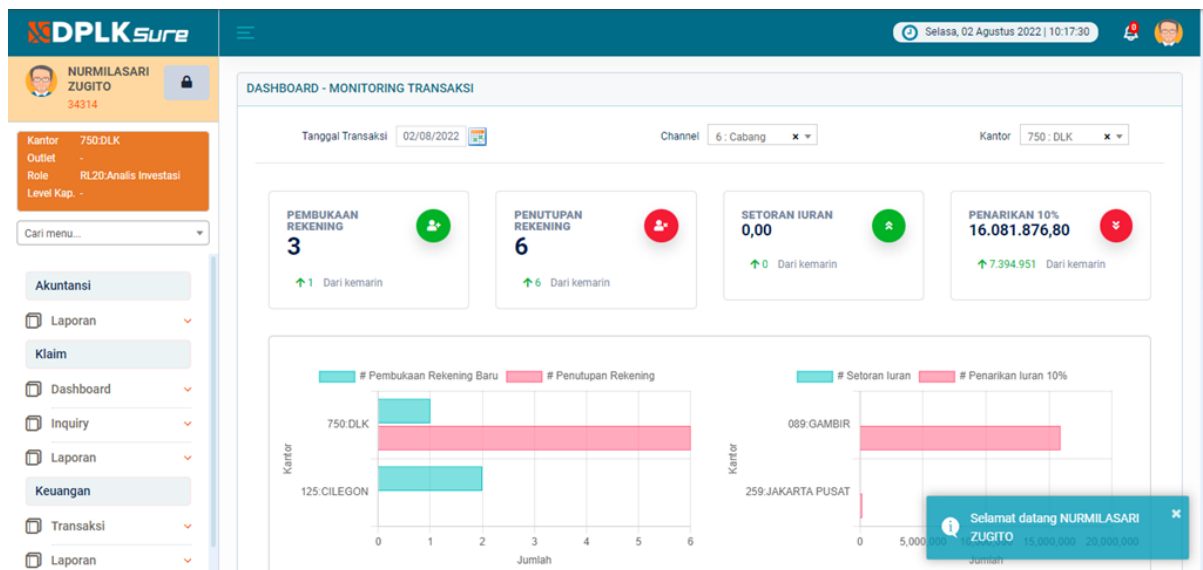 DPLKSure
Selasa, 02 Agustus 2022 | 10:17:30
NURMILASARI
ZUGITO
34314
Kantor 750:DLK
Outlet -
Role RL20:Analis Investasi
Level Kap. -
Cari menu...
Akuntansi
Laporan
Klaim
Dashboard
Inquiry
Laporan
Keuangan
Transaksi
Laporan
DASHBOARD - MONITORING TRANSAKSI
Tanggal Transaksi 02/08/2022 Channel 6 : Cabang x Kantor 750 : DLK x
PEMBUKAAN
REKENING
3
1 Dari kemarin
PENUTUPAN
REKENING
6
6 Dari kemarin
SETORAN IURAN
0,00
0 Dari kemarin
PENARIKAN 10%
16.081.876,80
7.394.951 Dari kemarin
# Pembukaan Rekening Baru # Penutupan Rekening
Kantor
750:DLK
125:CILEGON
0 1 2 3 4 5 6
Jumlah
# Setoran Iuran # Penarikan Iuran 10%
Kantor
089:GAMBIR
259:JAKARTA PUSAT
0 5,000,000 10,000,000 15,000,000 20,000,000
Jumlah
Selamat datang NURMILASARI
ZUGITO